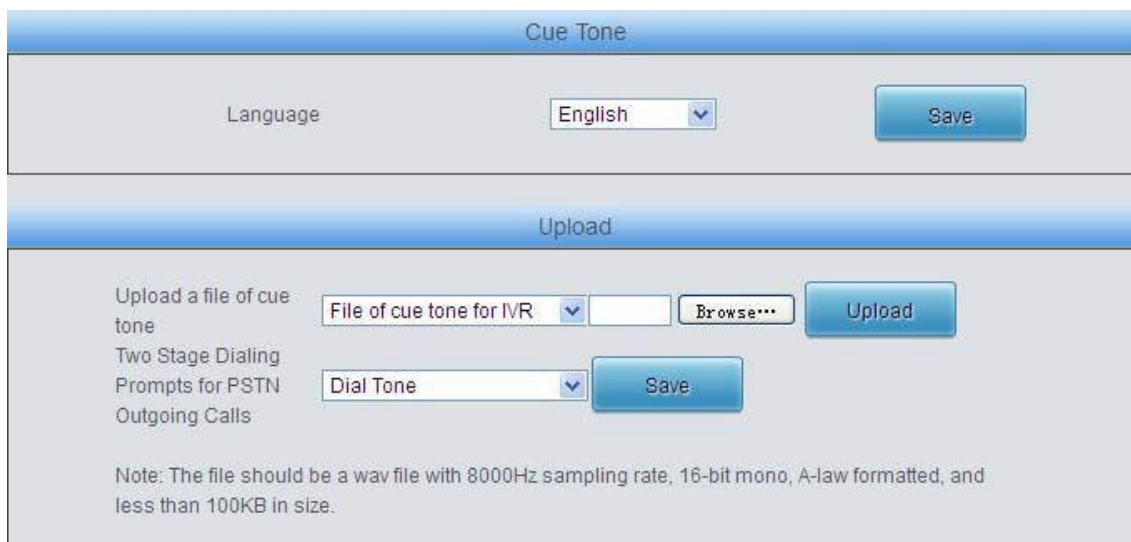 Cue Tone
Language
English
Save
Upload
Upload a file of cue
tone
File of cue tone for IVR
Browse···
Upload
Two Stage Dialing
Prompts for PSTN
Outgoing Calls
Dial Tone
Save
Note: The file should be a wav file with 8000Hz sampling rate, 16-bit mono, A-law formatted, and
less than 100KB in size.